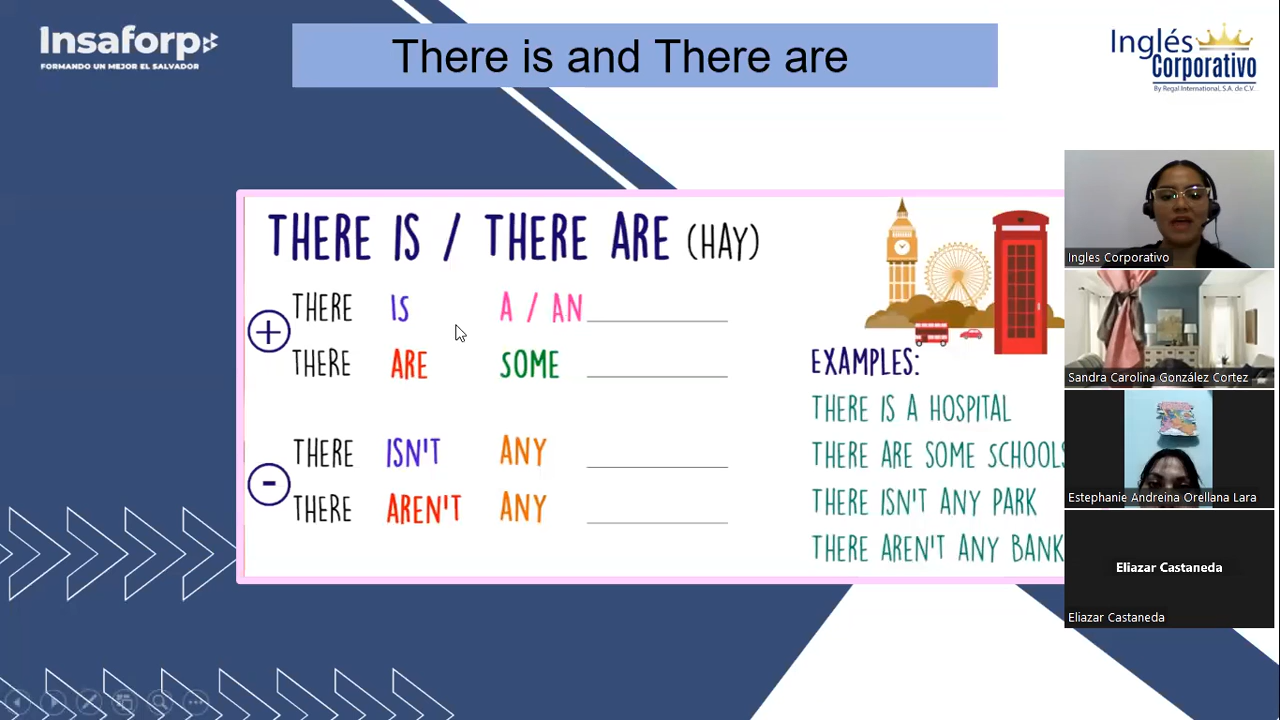 Insaforp
FORMANDO UN MEJOR EL SALVADOR
There is and There are
Inglés
Corporativo
By Regal International, S.A. de C.V.
THERE IS / THERE ARE (HAY)
+ THERE IS A / AN
THERE ARE SOME
- THERE ISN'T ANY
THERE AREN'T ANY
EXAMPLES:
THERE IS A HOSPITAL
THERE ARE SOME SCHOOLS
THERE ISN'T ANY PARK
THERE AREN'T ANY BANK
Ingles Corporativo
Sandra Carolina González Cortez
Estephanie Andreina Orellana Lara
Eliazar Castaneda
Eliazar Castaneda